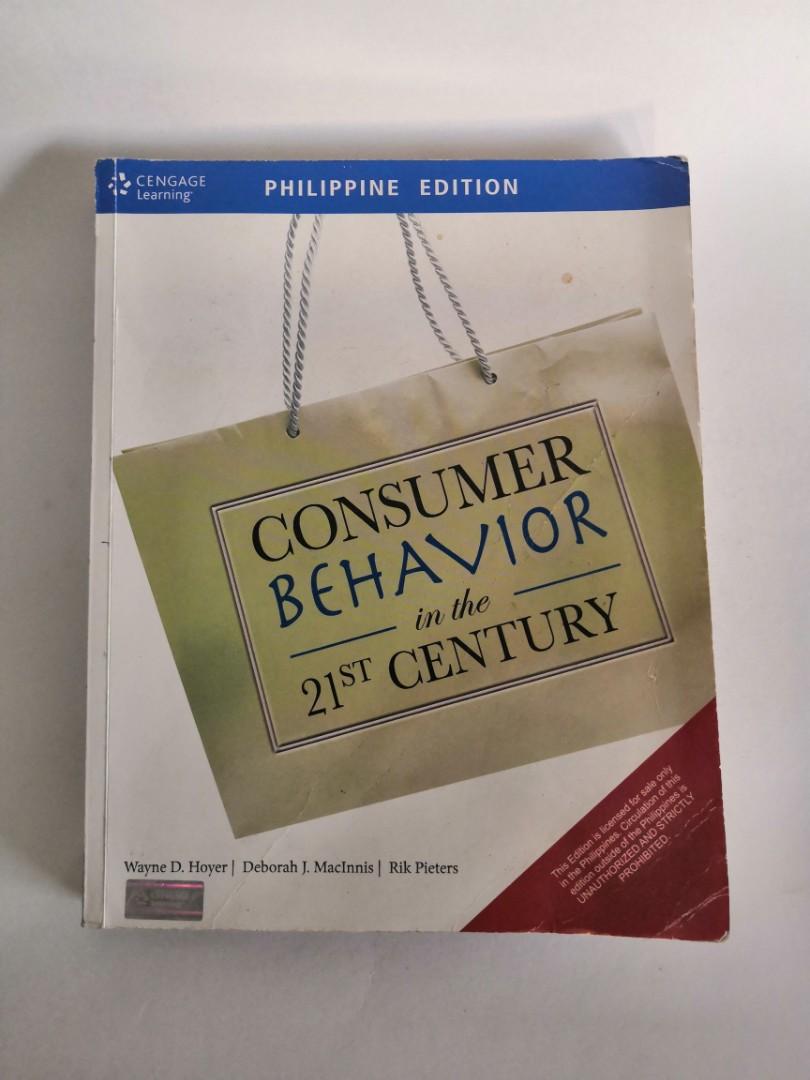 CENGAGE
Learning
PHILIPPINE EDITION
CONSUMER
BEHAVIOR
in the
21ST CENTURY
This Edition is licensed for sale only
in the Philippines. Circulation of this
edition outside of the Philippines is
UNAUTHORIZED AND STRICTLY
PROHIBITED.
Wayne D. Hoyer | Deborah J. MacInnis | Rik Pieters